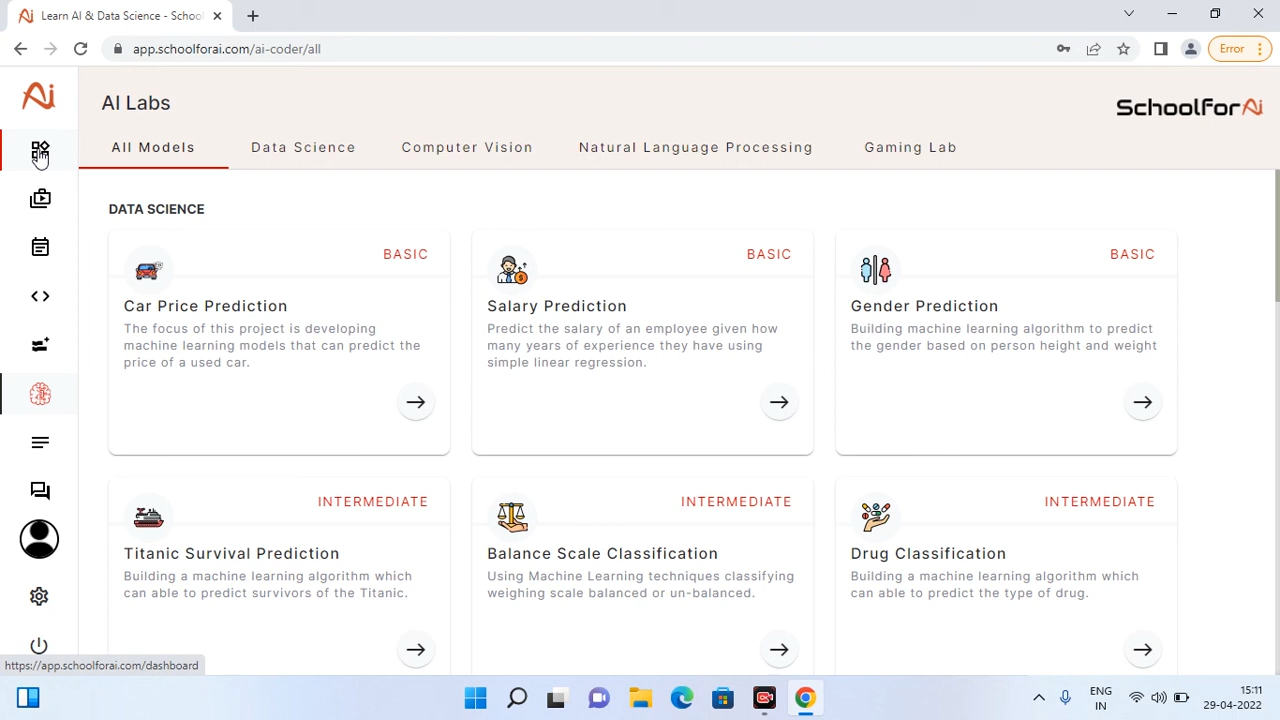 Learn AI & Data Science - School
app.schoolforai.com/ai-coder/all
Error
AI Labs
SchoolForAi
All Models
Data Science
Computer Vision
Natural Language Processing
Gaming Lab
DATA SCIENCE
BASIC
Car Price Prediction
The focus of this project is developing
machine learning models that can predict the
price of a used car.
BASIC
Salary Prediction
Predict the salary of an employee given how
many years of experience they have using
simple linear regression.
BASIC
Gender Prediction
Building machine learning algorithm to predict
the gender based on person height and weight
INTERMEDIATE
Titanic Survival Prediction
Building a machine learning algorithm which
can able to predict survivors of the Titanic.
INTERMEDIATE
Balance Scale Classification
Using Machine Learning techniques classifying
weighing scale balanced or un-balanced.
INTERMEDIATE
Drug Classification
Building a machine learning algorithm which
can able to predict the type of drug.
https://app.schoolforai.com/dashboard
ENG
IN
15:11
29-04-2022